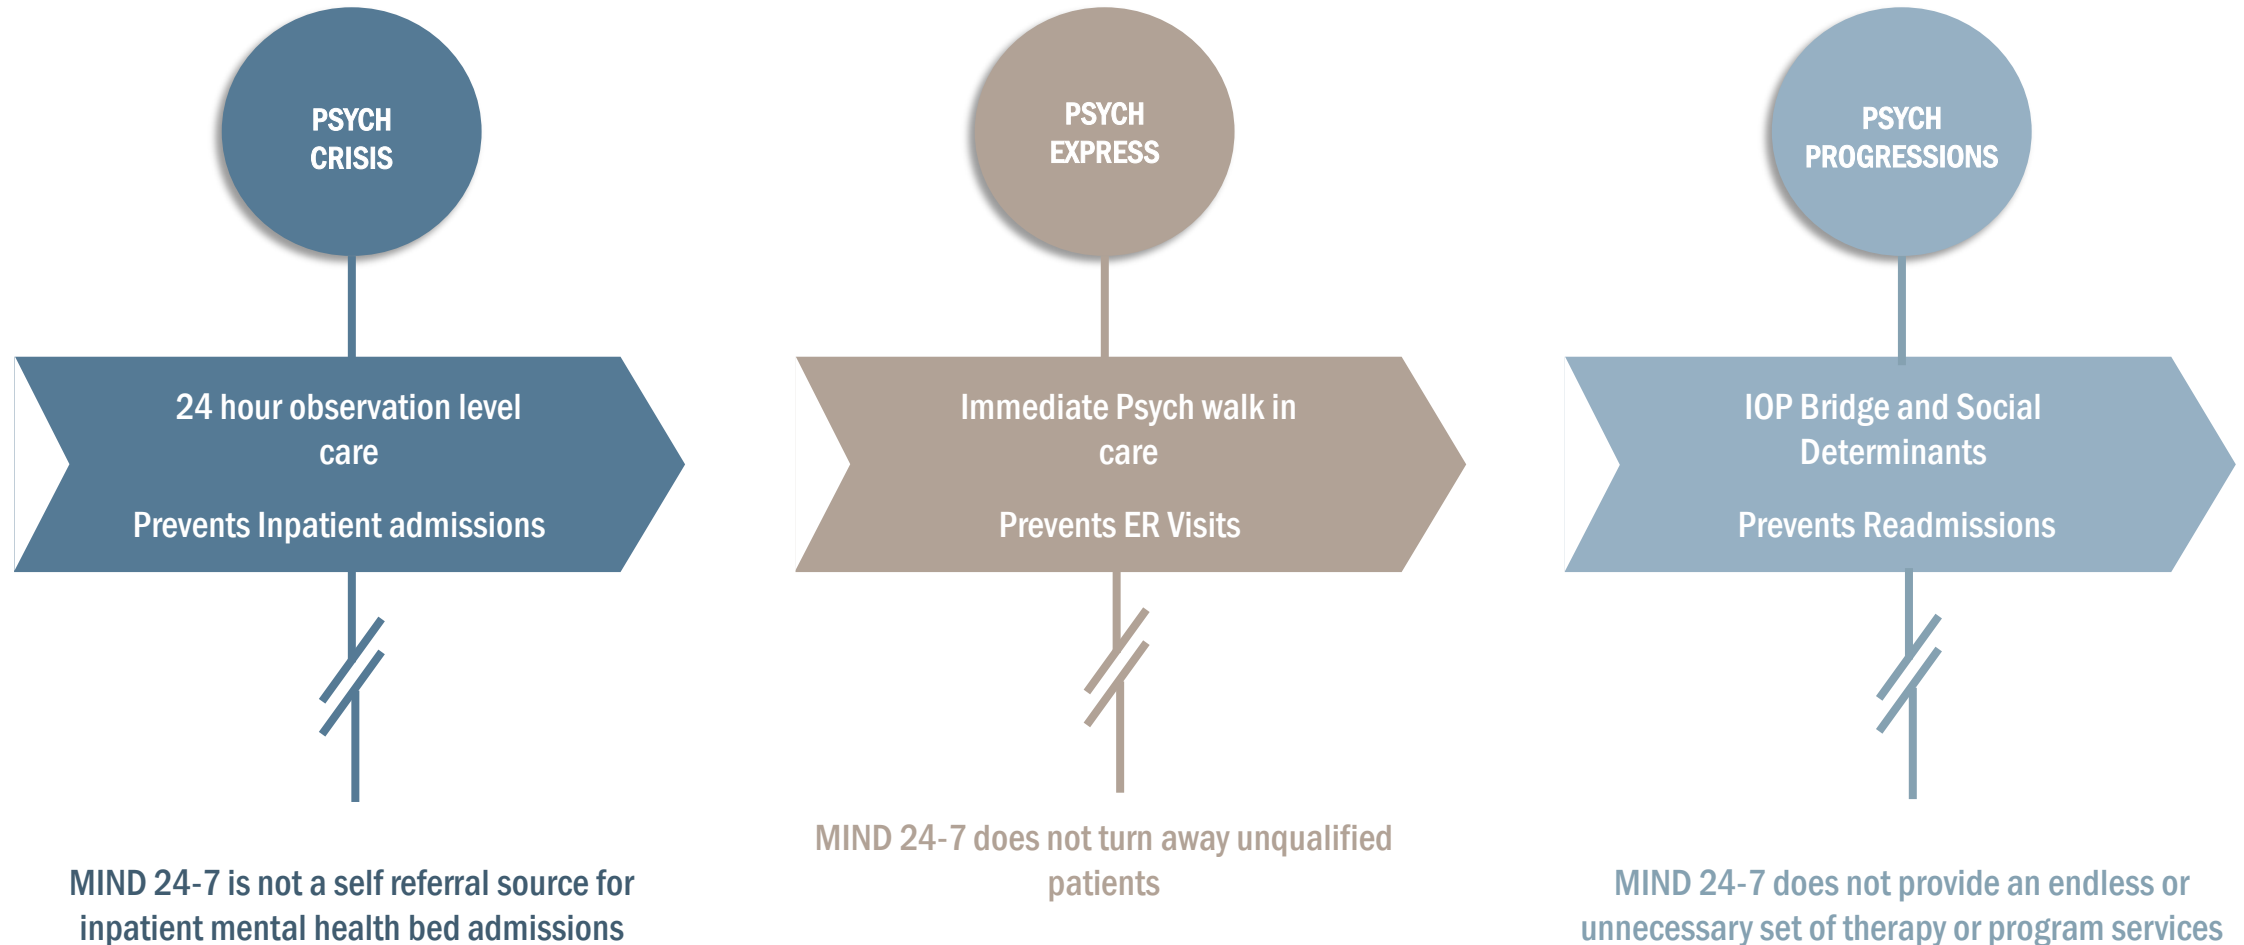 PSYCH
CRISIS
24 hour observation level
care
Prevents Inpatient admissions
MIND 24-7 is not a self referral source for
inpatient mental health bed admissions
PSYCH
EXPRESS
Immediate Psych walk in
care
Prevents ER Visits
MIND 24-7 does not turn away unqualified
patients
PSYCH
PROGRESSIONS
IOP Bridge and Social
Determinants
Prevents Readmissions
MIND 24-7 does not provide an endless or
unnecessary set of therapy or program services